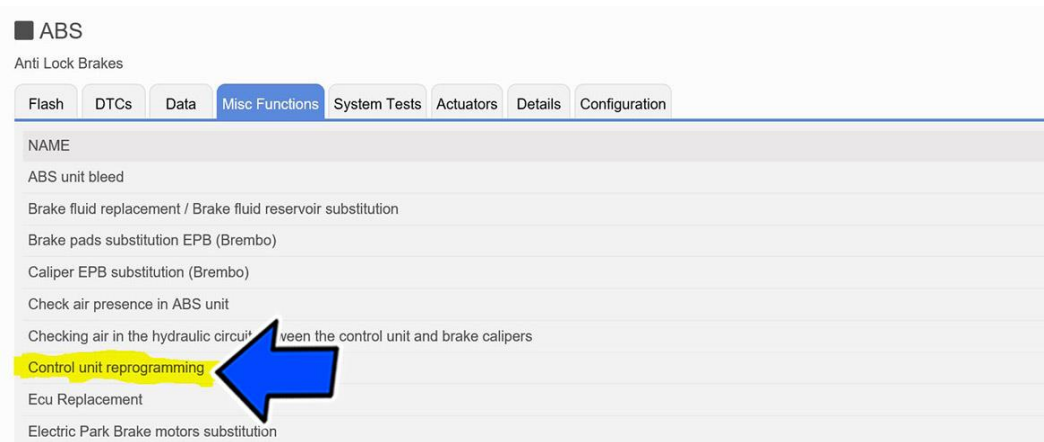 ABS
Anti Lock Brakes
Flash DTCs Data Misc Functions System Tests Actuators Details Configuration
NAME
ABS unit bleed
Brake fluid replacement / Brake fluid reservoir substitution
Brake pads substitution EPB (Brembo)
Caliper EPB substitution (Brembo)
Check air presence in ABS unit
Checking air in the hydraulic circuit the control unit and brake calipers
Control unit reprogramming
Ecu Replacement
Electric Park Brake motors substitution